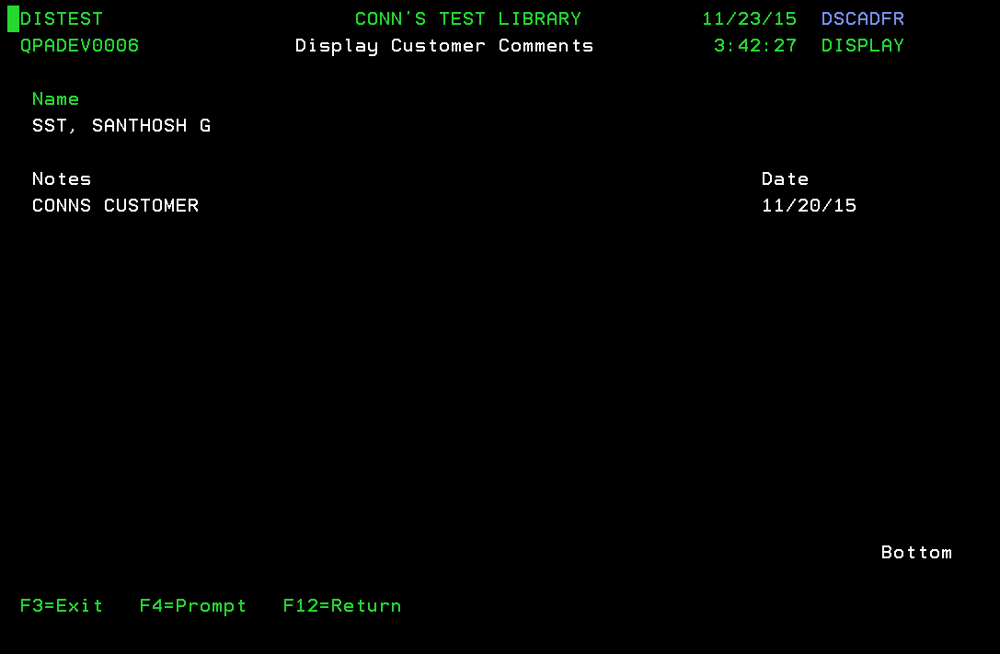 DISTEST CONN'S TEST LIBRARY 11/23/15 DSCADFR
QPADEV0006 Display Customer Comments 3:42:27 DISPLAY
Name
SST, SANTHOSH G
Notes Date
CONNS CUSTOMER 11/20/15
Bottom
F3=Exit F4=Prompt F12=Return